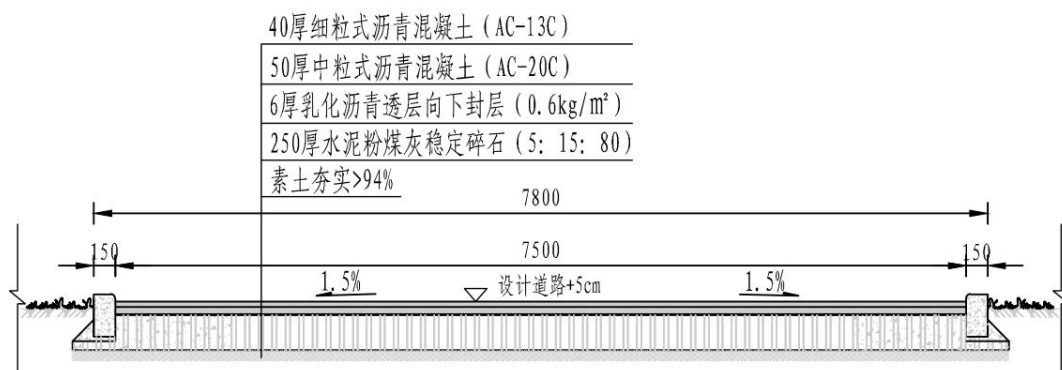 40厚细粒式沥青混凝土(AC-13C)
50厚中粒式沥青混凝土(AC-20C)
6厚乳化沥青透层向下封层(0.6kg/m²)
250厚水泥粉煤灰稳定碎石(5: 15: 80)
素土夯实>94%
7800
150
7500
150
1.5%
设计道路+5cm
1.5%